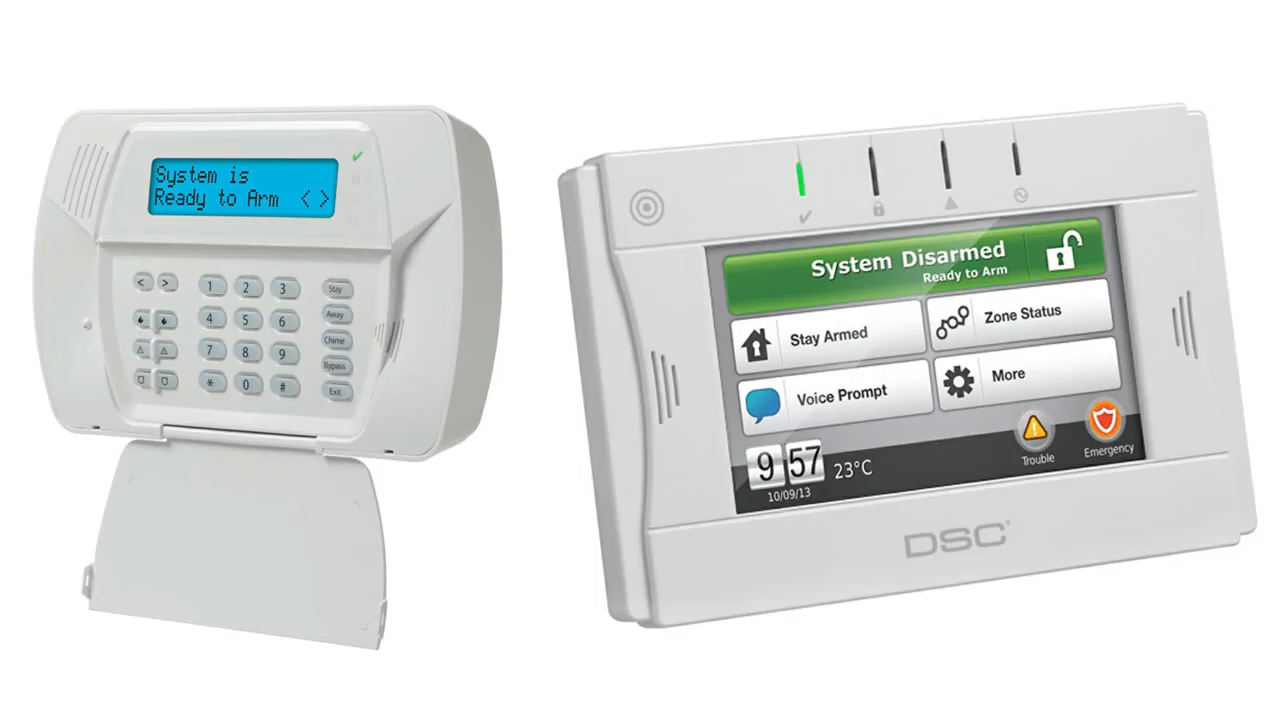 System is
Ready to Arm < >
< >
1 2 3 Stay
4 5 6 Away
7 8 9 Chime
* 0 # Bypass
Exit
System Disarmed
Ready to Arm
Stay Armed
Zone Status
Voice Prompt
More
9 57 23°C
10/09/13
Trouble
Emergency
DSC